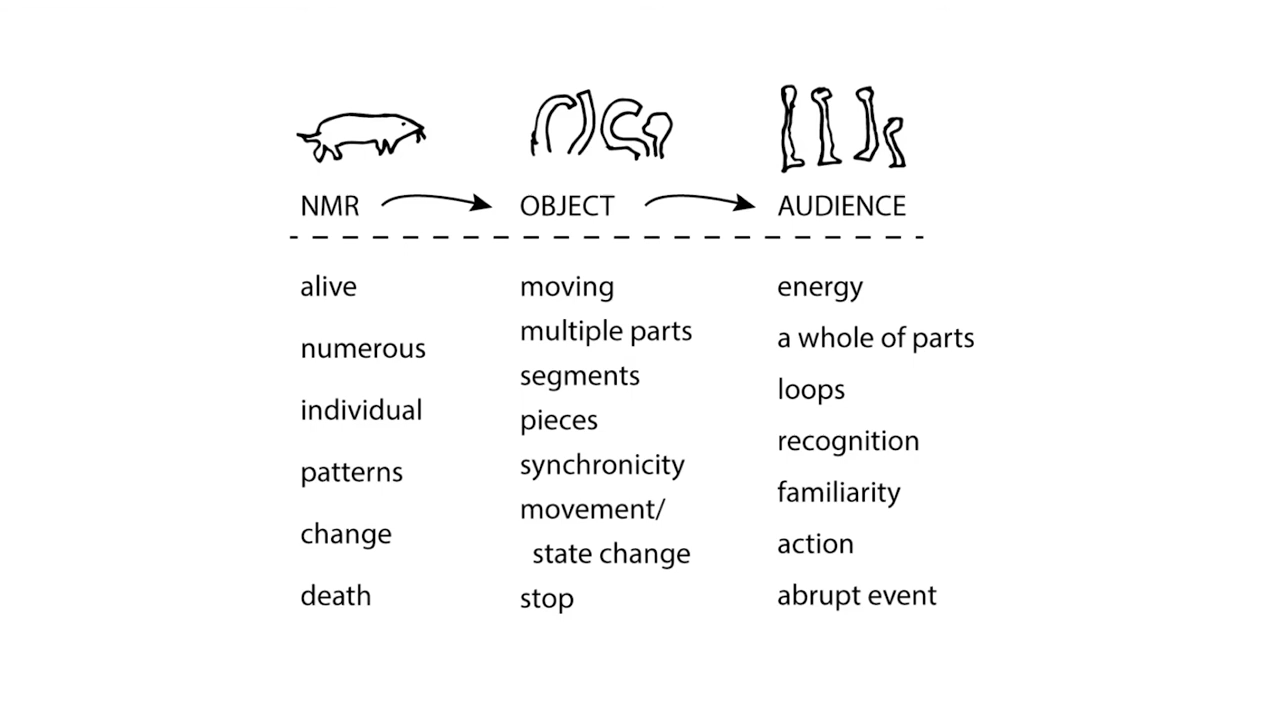 NMR
OBJECT
AUDIENCE
alive
numerous
individual
patterns
change
death
moving
multiple parts
segments
pieces
synchronicity
movement/
state change
stop
energy
a whole of parts
loops
recognition
familiarity
action
abrupt event